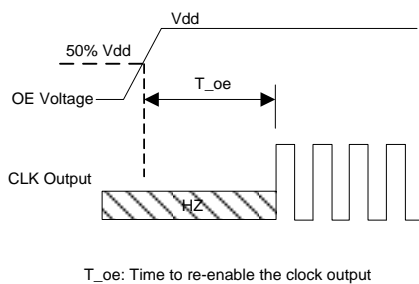 Vdd
50% Vdd
T_oe
OE Voltage
CLK Output
HZ
T_oe: Time to re-enable the clock output